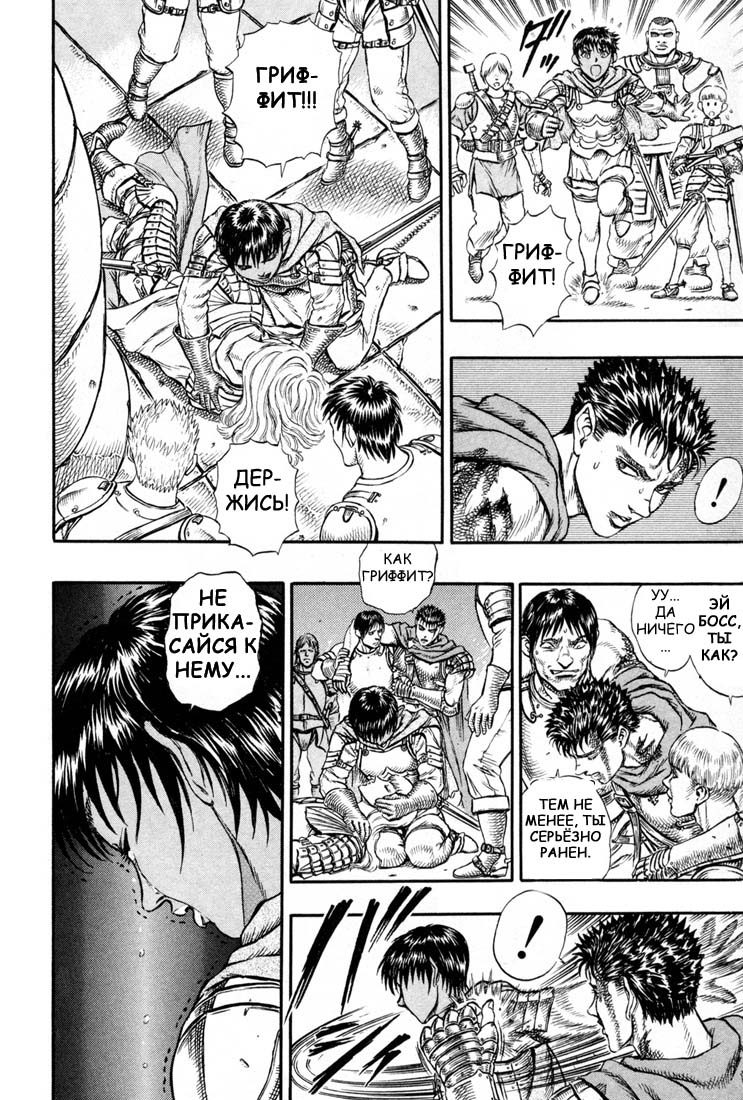 ГРИФ-
ФИТ!
!
ГРИФ-
ФИТ!!!
ДЕР-
ЖИСЬ!
ЭЙ
БОСС,
ТЫ
КАК?
УУ...
ДА
НИЧЕГО
...
ТЕМ НЕ
МЕНЕЕ, ТЫ
СЕРЬЁЗНО
РАНЕН.
КАК
ГРИФФИТ?
!
НЕ
ПРИКА-
САЙСЯ К
НЕМУ...